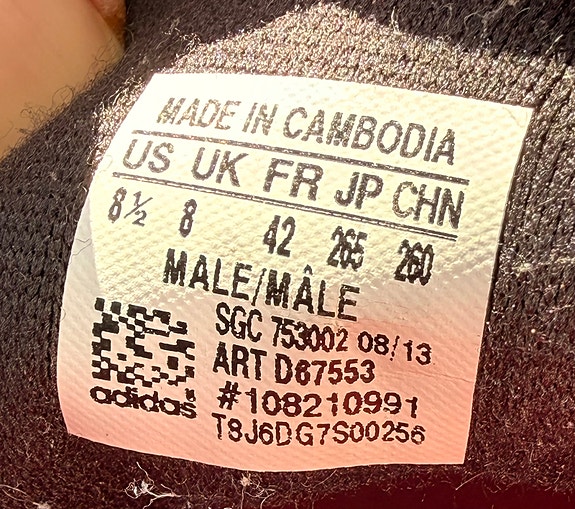 MADE IN CAMBODIA
US UK FR JP CHN
8½ 8 42 265 260
MALE/MÂLE
SGC 753002 08/13
ART D67553
#108210991
adidas
T8J6DG7S00256